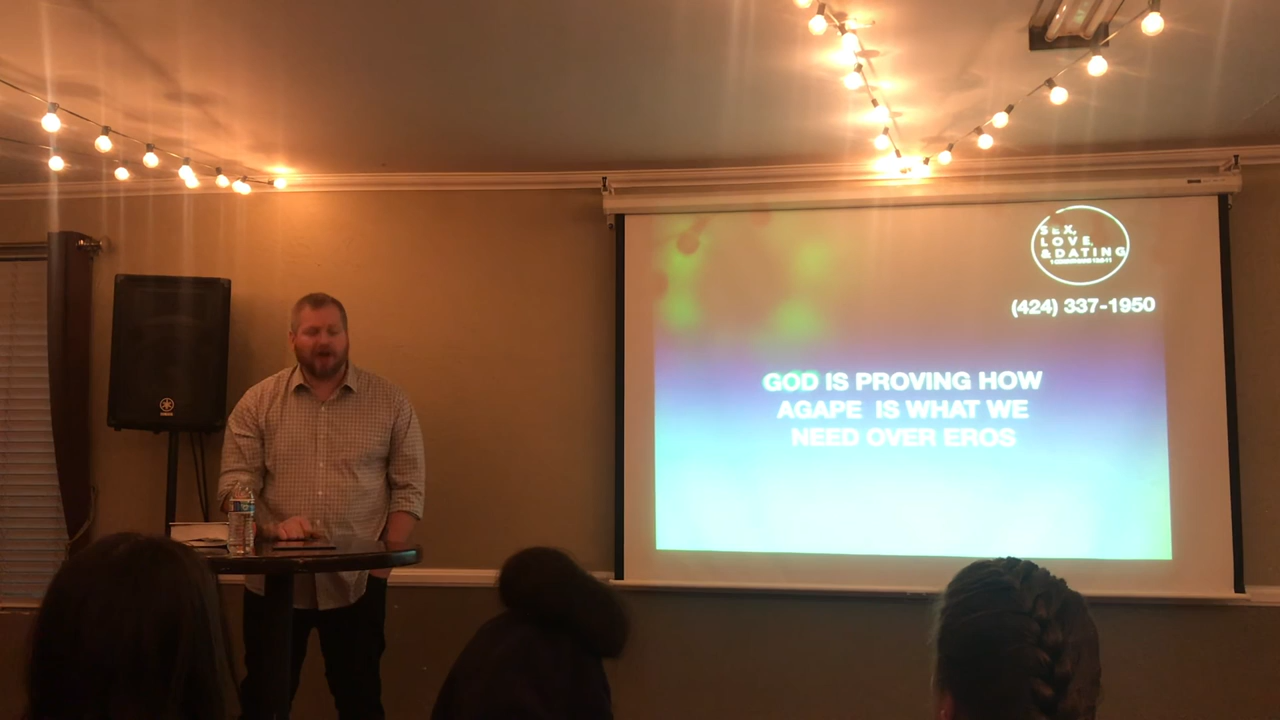 SEX,
LOVE,
&DATING
(424) 337-1950
GOD IS PROVING HOW
AGAPE IS WHAT WE
NEED OVER EROS